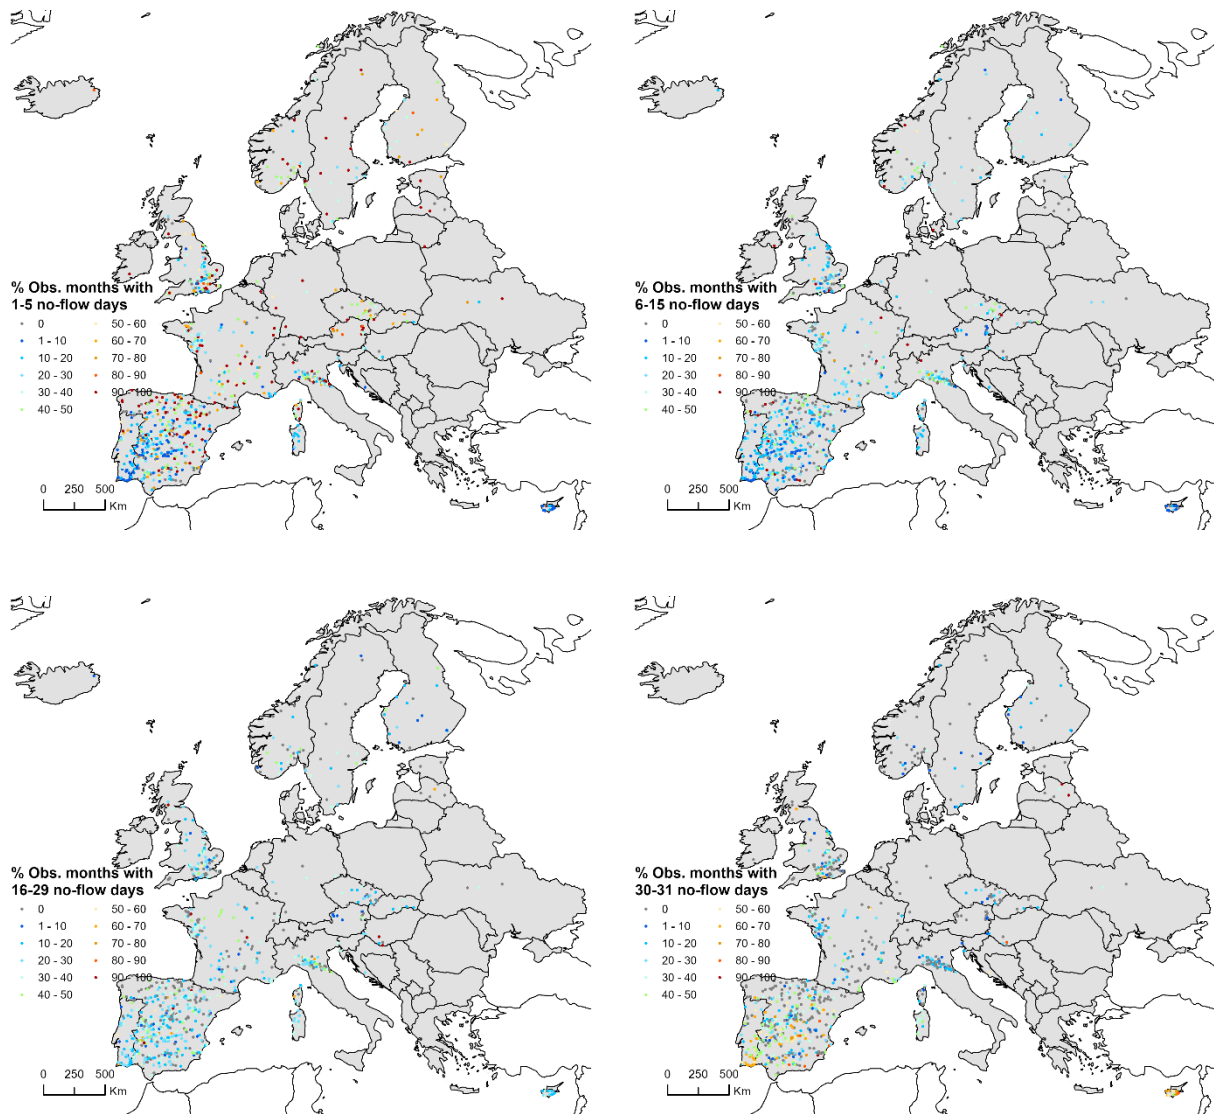 % Obs. months with
1-5 no-flow days
0 50 - 60
1 - 10 60 - 70
10 - 20 70 - 80
20 - 30 80 - 90
30 - 40 90 - 100
40 - 50
0 250 500
Km
% Obs. months with
6-15 no-flow days
0 50 - 60
1 - 10 60 - 70
10 - 20 70 - 80
20 - 30 80 - 90
30 - 40 90 - 100
40 - 50
0 250 500
Km
% Obs. months with
16-29 no-flow days
0 50 - 60
1 - 10 60 - 70
10 - 20 70 - 80
20 - 30 80 - 90
30 - 40 90 - 100
40 - 50
0 250 500
Km
% Obs. months with
30-31 no-flow days
0 50 - 60
1 - 10 60 - 70
10 - 20 70 - 80
20 - 30 80 - 90
30 - 40 90 - 100
40 - 50
0 250 500
Km